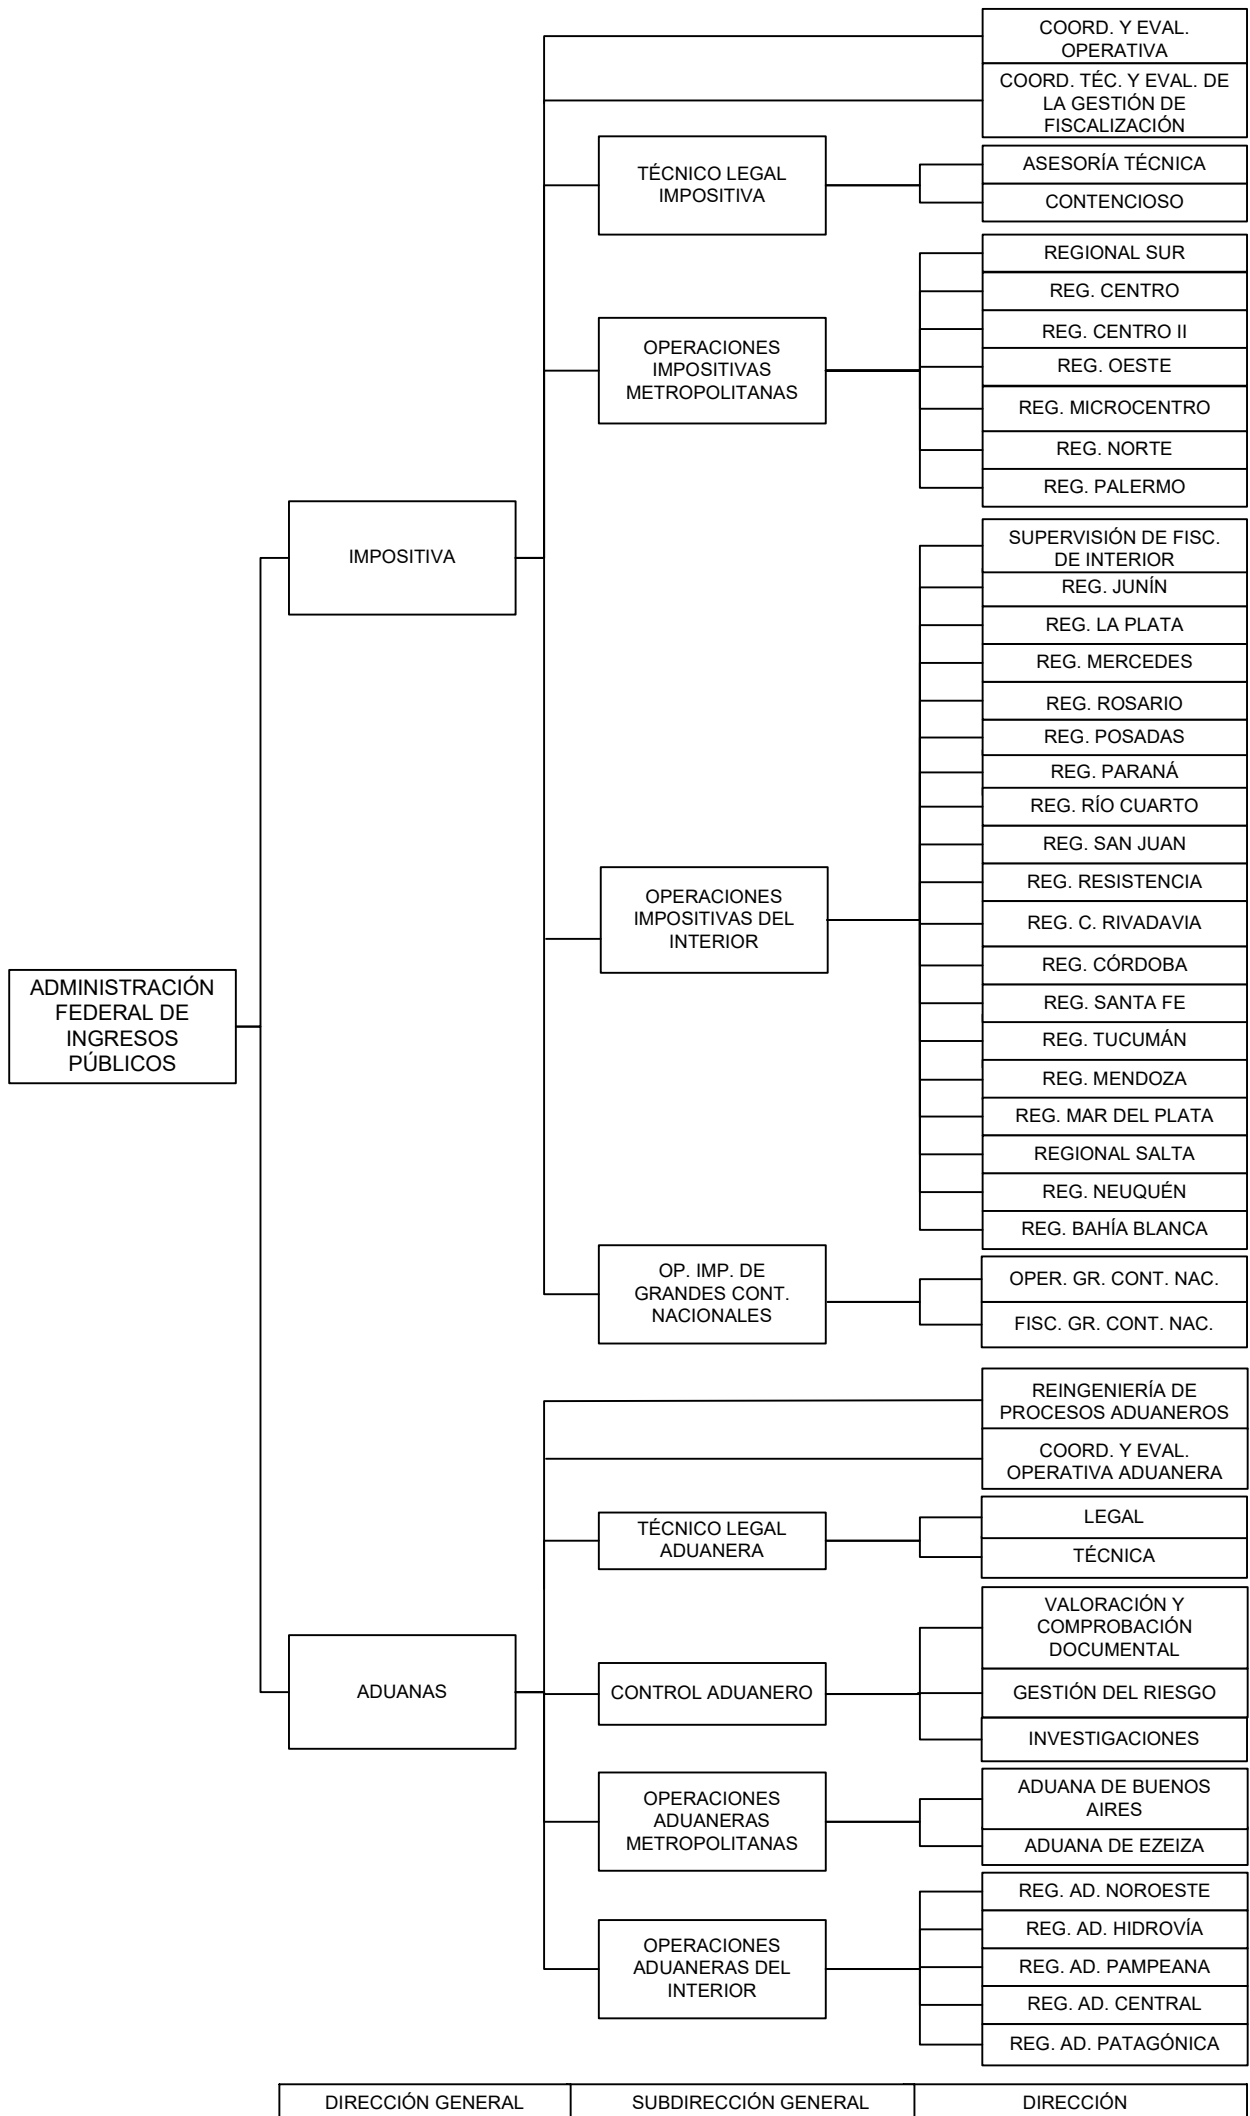 COORD. Y EVAL.
OPERATIVA
COORD. TÉC. Y EVAL. DE
LA GESTIÓN DE
FISCALIZACIÓN
TÉCNICO LEGAL
IMPOSITIVA
ASESORÍA TÉCNICA
CONTENCIOSO
OPERACIONES
IMPOSITIVAS
METROPOLITANAS
REGIONAL SUR
REG. CENTRO
REG. CENTRO II
REG. OESTE
REG. MICROCENTRO
REG. NORTE
REG. PALERMO
IMPOSITIVA
SUPERVISIÓN DE FISC.
DE INTERIOR
REG. JUNÍN
REG. LA PLATA
REG. MERCEDES
REG. ROSARIO
REG. POSADAS
REG. PARANÁ
REG. RÍO CUARTO
REG. SAN JUAN
REG. RESISTENCIA
REG. C. RIVADAVIA
REG. CÓRDOBA
REG. SANTA FE
REG. TUCUMÁN
REG. MENDOZA
REG. MAR DEL PLATA
REGIONAL SALTA
REG. NEUQUÉN
REG. BAHÍA BLANCA
OPERACIONES
IMPOSITIVAS DEL
INTERIOR
ADMINISTRACIÓN
FEDERAL DE
INGRESOS
PÚBLICOS
OP. IMP. DE
GRANDES CONT.
NACIONALES
OPER. GR. CONT. NAC.
FISC. GR. CONT. NAC.
REINGENIERÍA DE
PROCESOS ADUANEROS
COORD. Y EVAL.
OPERATIVA ADUANERA
TÉCNICO LEGAL
ADUANERA
LEGAL
TÉCNICA
ADUANAS
CONTROL ADUANERO
VALORACIÓN Y
COMPROBACIÓN
DOCUMENTAL
GESTIÓN DEL RIESGO
INVESTIGACIONES
OPERACIONES
ADUANERAS
METROPOLITANAS
ADUANA DE BUENOS
AIRES
ADUANA DE EZEIZA
OPERACIONES
ADUANERAS DEL
INTERIOR
REG. AD. NOROESTE
REG. AD. HIDROVÍA
REG. AD. PAMPEANA
REG. AD. CENTRAL
REG. AD. PATAGÓNICA
DIRECCIÓN GENERAL
SUBDIRECCIÓN GENERAL
DIRECCIÓN